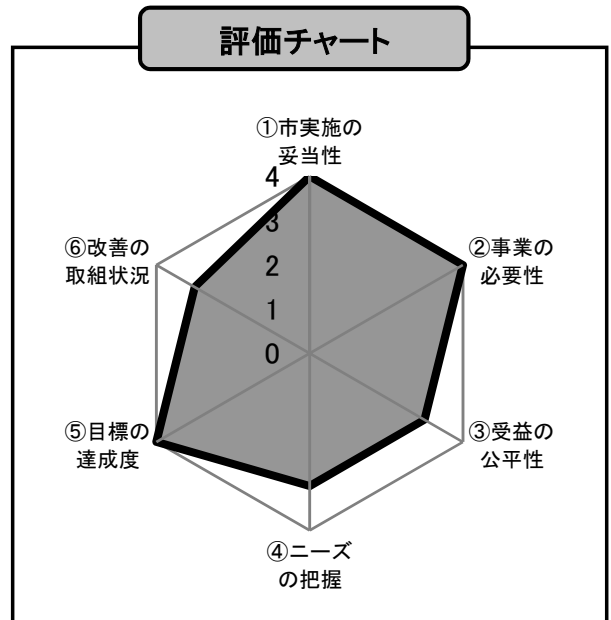 評価チャート
①市実施の
妥当性
4
3
2
1
0
②事業の
必要性
③受益の
公平性
④ニーズ
の把握
⑤目標の
達成度
⑥改善の
取組状況